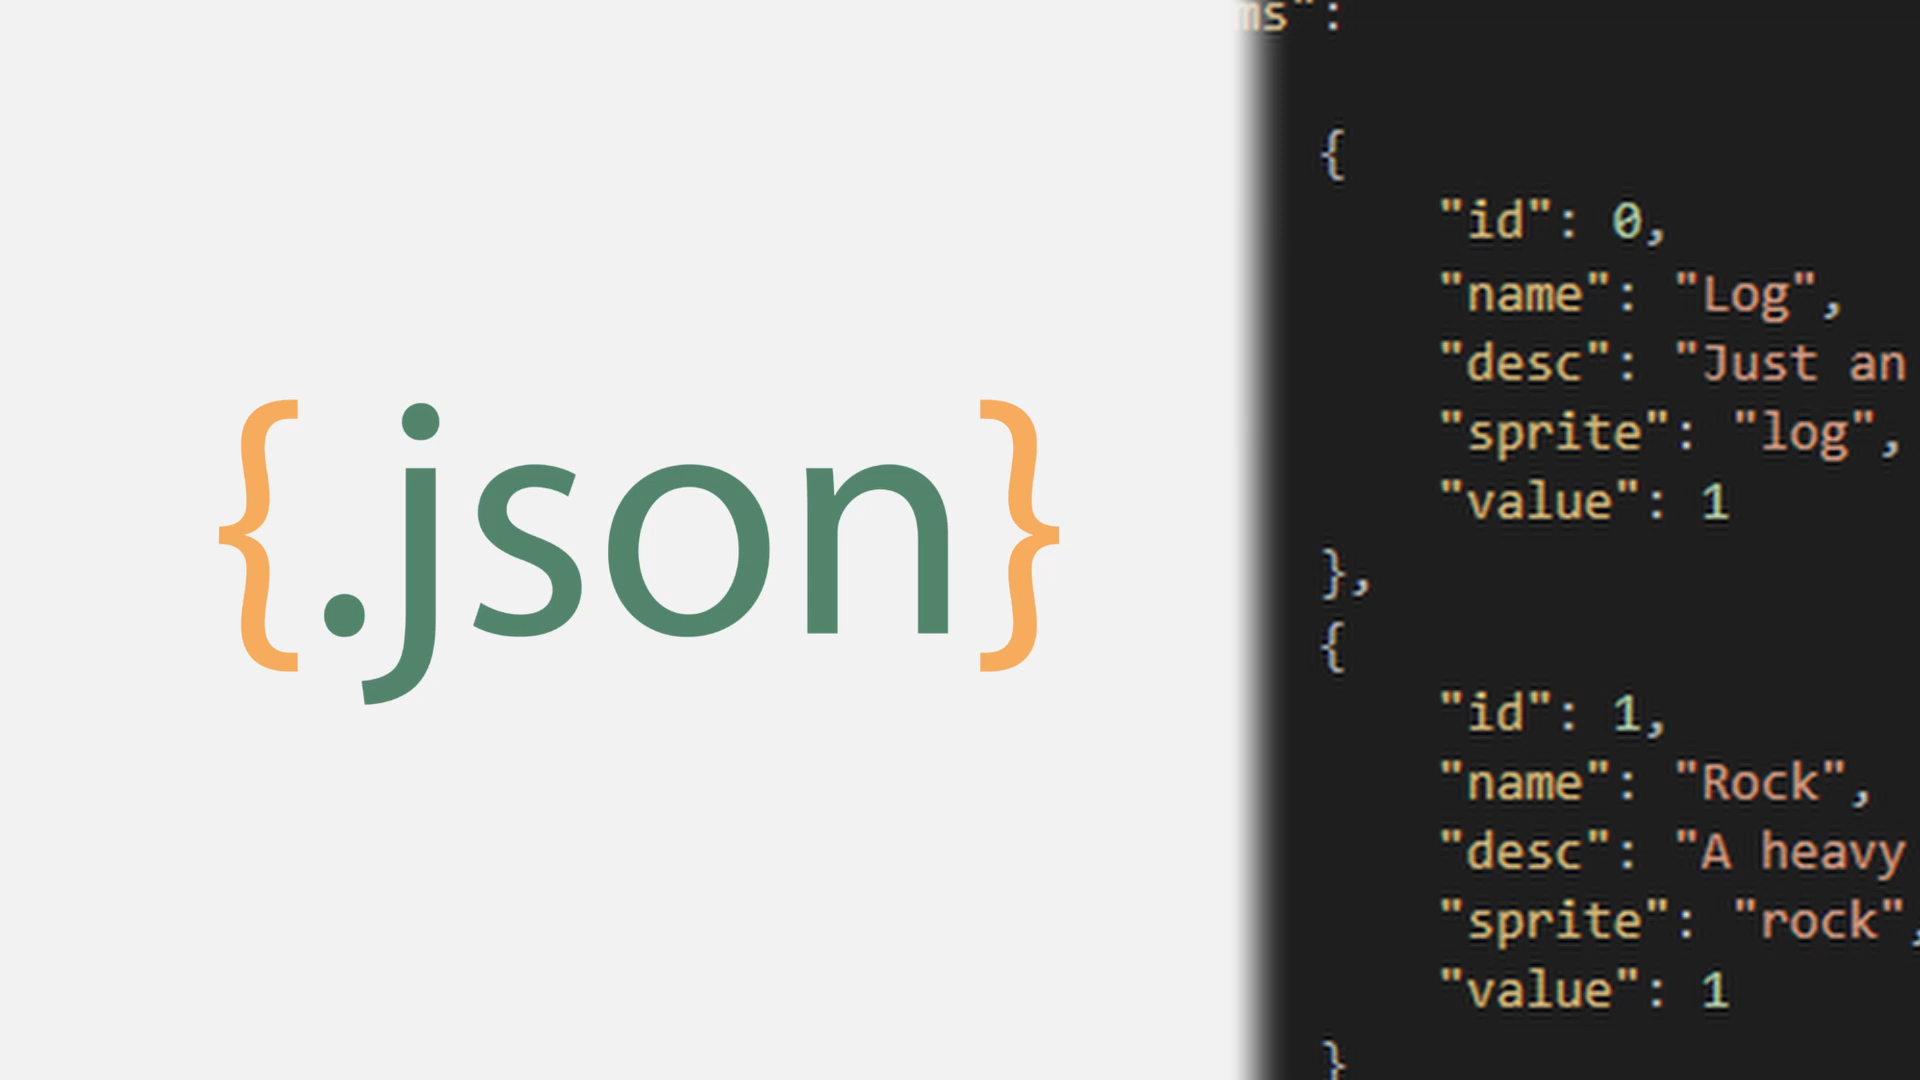 {.json}
ms":
{
"id": 0,
"name": "Log",
"desc": "Just an
"sprite": "log",
"value": 1
},
{
"id": 1,
"name": "Rock",
"desc": "A heavy
"sprite": "rock",
"value": 1
}